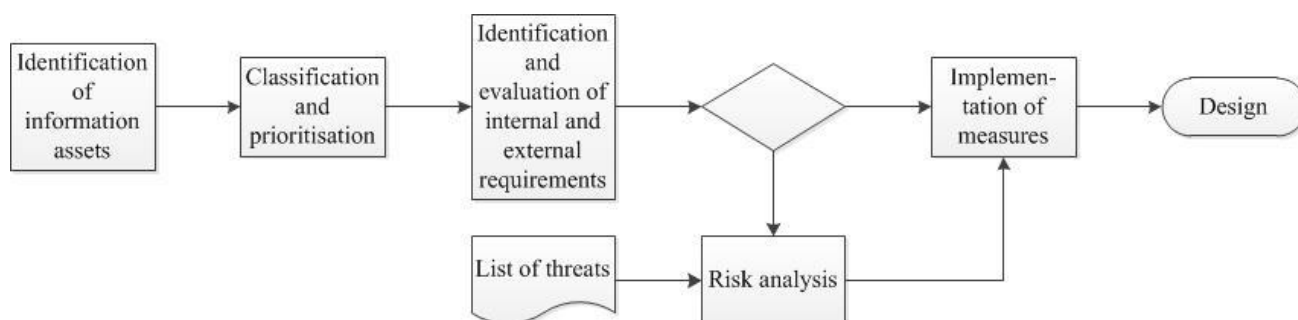 Identification
of
information
assets
Classification
and
prioritisation
Identification
and
evaluation of
internal and
external
requirements
Implemen-
tation of
measures
Design
List of threats
Risk analysis